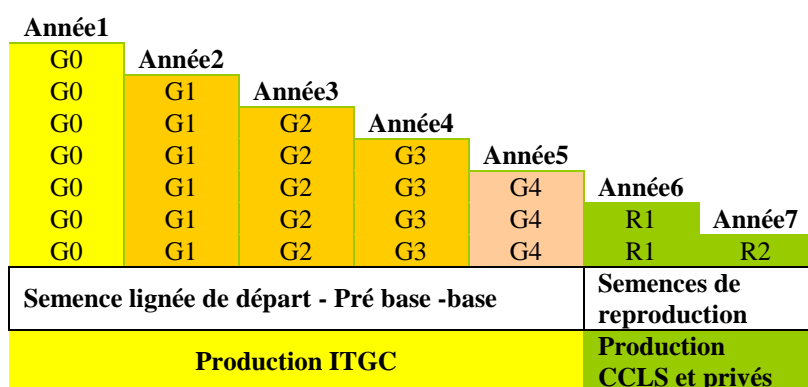 Année1
G0 Année2
G0 G1 Année3
G0 G1 G2 Année4
G0 G1 G2 G3 Année5
G0 G1 G2 G3 G4 Année6
G0 G1 G2 G3 G4 R1 Année7
G0 G1 G2 G3 G4 R1 R2
Semence lignée de départ - Pré base -base
Semences de
reproduction
Production ITGC
Production
CCLS et privés